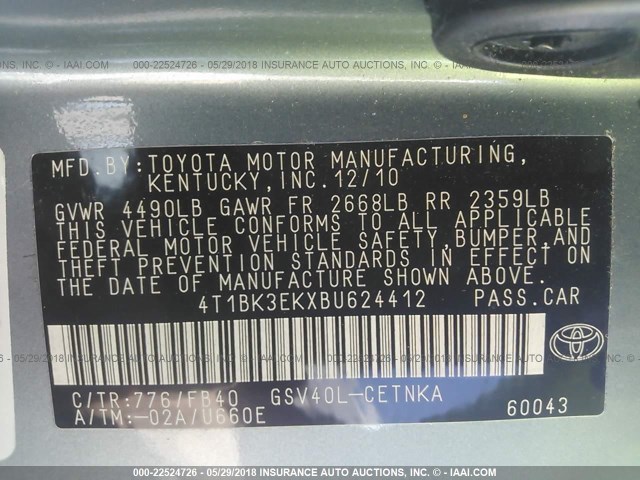 000-22524726 - 05/29/2018 INSURANCE AUTO AUCTIONS, INC. © - IAAI.COM
MFD.BY:TOYOTA MOTOR MANUFACTURING,
KENTUCKY,INC.12/10
GVWR 4490LB GAWR FR 2668LB RR 2359LB
THIS VEHICLE CONFORMS TO ALL APPLICABLE
FEDERAL MOTOR VEHICLE SAFETY,BUMPER,AND
THEFT PREVENTION STANDARDS IN EFFECT ON
THE DATE OF MANUFACTURE SHOWN ABOVE.
4T1BK3EKXBU624412 PASS.CAR
C/TR:776/FB40 GSV40L-CETNKA
A/TM:-02A/U660E 60043
TOYOTA
000-22524726 - 05/29/2018 INSURANCE AUTO AUCTIONS, INC. © - IAAI.COM